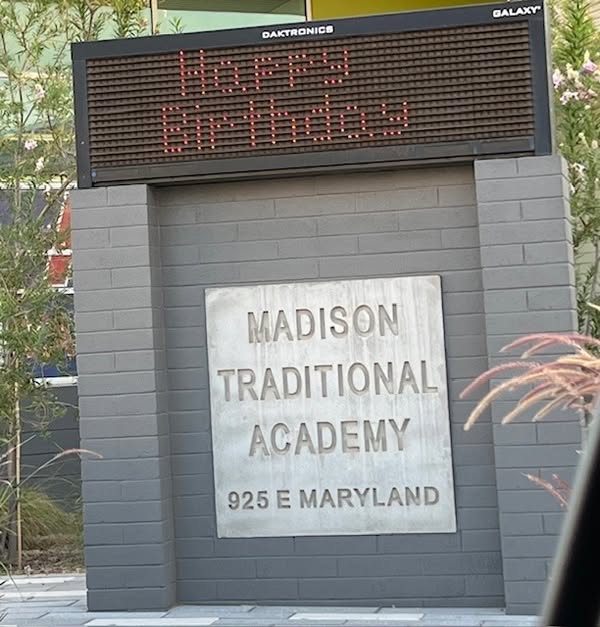 DAKTRONICS
GALAXY®
Happy
Birthday
MADISON
TRADITIONAL
ACADEMY
925 E MARYLAND